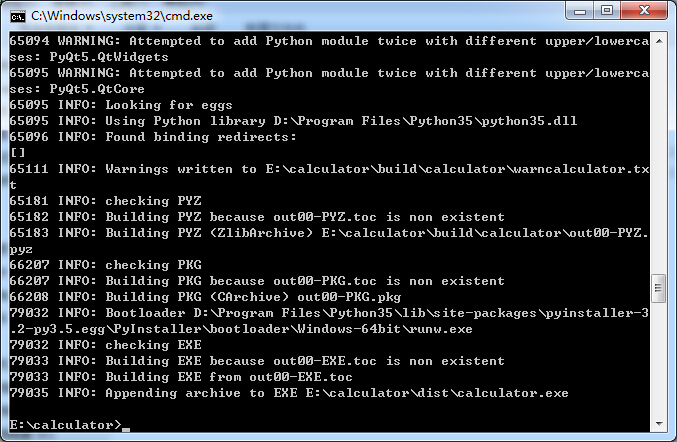 C:\Windows\system32\cmd.exe
65094 WARNING: Attempted to add Python module twice with different upper/lowerca
ses: PyQt5.QtWidgets
65095 WARNING: Attempted to add Python module twice with different upper/lowerca
ses: PyQt5.QtCore
65095 INFO: Looking for eggs
65095 INFO: Using Python library D:\Program Files\Python35\python35.dll
65096 INFO: Found binding redirects:
[]
65111 INFO: Warnings written to E:\calculator\build\calculator\warncalculator.tx
t
65181 INFO: checking PYZ
65182 INFO: Building PYZ because out00-PYZ.toc is non existent
65183 INFO: Building PYZ (ZlibArchive) E:\calculator\build\calculator\out00-PYZ.
pyz
66207 INFO: checking PKG
66207 INFO: Building PKG because out00-PKG.toc is non existent
66208 INFO: Building PKG (CArchive) out00-PKG.pkg
79032 INFO: Bootloader D:\Program Files\Python35\lib\site-packages\pyinstaller-3
.2-py3.5.egg\PyInstaller\bootloader\Windows-64bit\runw.exe
79032 INFO: checking EXE
79033 INFO: Building EXE because out00-EXE.toc is non existent
79033 INFO: Building EXE from out00-EXE.toc
79035 INFO: Appending archive to EXE E:\calculator\dist\calculator.exe
E:\calculator>